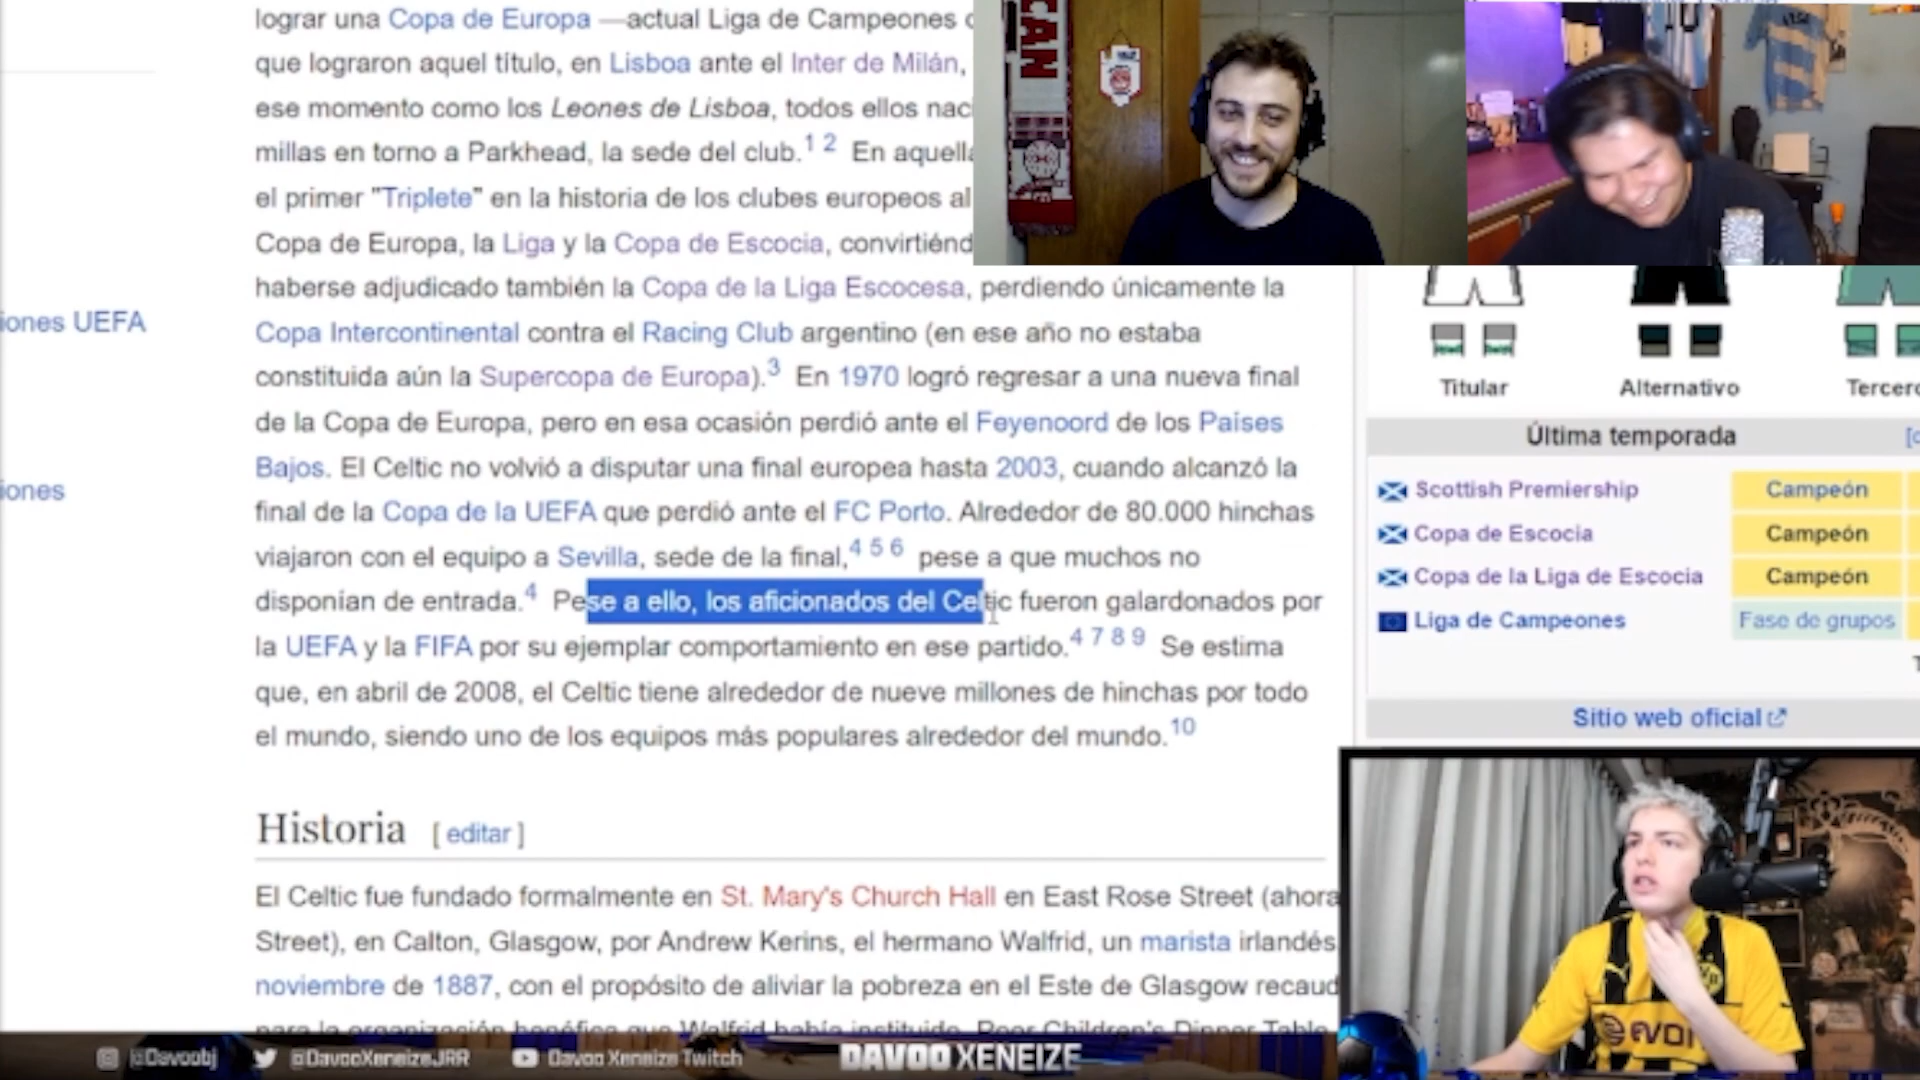 lograr una Copa de Europa —actual Liga de Campeones
que lograron aquel título, en Lisboa ante el Inter de Milán,
ese momento como los Leones de Lisboa, todos ellos nac
millas en torno a Parkhead, la sede del club.1 2 En aquella
el primer "Triplete" en la historia de los clubes europeos al
Copa de Europa, la Liga y la Copa de Escocia, convirtiénd
haberse adjudicado también la Copa de la Liga Escocesa, perdiendo únicamente la
Copa Intercontinental contra el Racing Club argentino (en ese año no estaba
constituida aún la Supercopa de Europa).3 En 1970 logró regresar a una nueva final
de la Copa de Europa, pero en esa ocasión perdió ante el Feyenoord de los Países
Bajos. El Celtic no volvió a disputar una final europea hasta 2003, cuando alcanzó la
final de la Copa de la UEFA que perdió ante el FC Porto. Alrededor de 80.000 hinchas
viajaron con el equipo a Sevilla, sede de la final,4 5 6 pese a que muchos no
disponían de entrada.4 Pese a ello, los aficionados del Celtic fueron galardonados por
la UEFA y la FIFA por su ejemplar comportamiento en ese partido.4 7 8 9 Se estima
que, en abril de 2008, el Celtic tiene alrededor de nueve millones de hinchas por todo
el mundo, siendo uno de los equipos más populares alrededor del mundo.10
Historia [ editar ]
El Celtic fue fundado formalmente en St. Mary's Church Hall en East Rose Street (ahora
Street), en Calton, Glasgow, por Andrew Kerins, el hermano Walfrid, un marista irlandés
noviembre de 1887, con el propósito de aliviar la pobreza en el Este de Glasgow recaud
para la organización benéfica que Walfrid había instituido, Poor Children's Dinner Table
iones UEFA
iones
CAN
Titular Alternativo Tercero
Última temporada
Scottish Premiership Campeón
Copa de Escocia Campeón
Copa de la Liga de Escocia Campeón
Liga de Campeones Fase de grupos
Sitio web oficial
@Davoobj @DavooXeneizeJRR Davoo Xeneize Twitch DAVOO XENEIZE